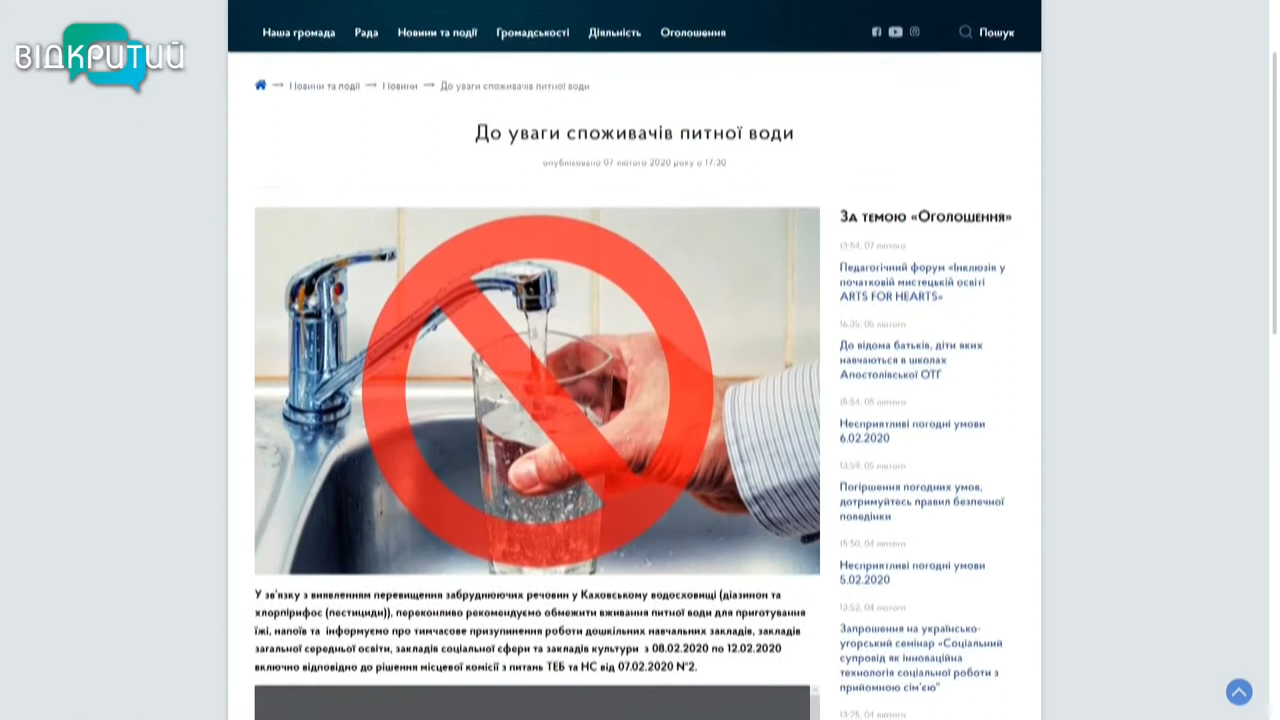 ВІДКРИТИЙ
Наша громада Рада Новини та події Громадськості Діяльність Оголошення Пошук
Новини та події → Новини → До уваги споживачів питної води
До уваги споживачів питної води
опубліковано 07 лютого 2020 року о 17:30
За темою «Оголошення»
13:54, 07 лютого
Педагогічний форум «Інклюзія у
початковій мистецькій освіті
ARTS FOR HEARTS»
16:35, 05 лютого
До відома батьків, діти яких
навчаються в школах
Апостолівської ОТГ
15:54, 05 лютого
Несприятливі погодні умови
6.02.2020
13:59, 05 лютого
Погіршення погодних умов,
дотримуйтесь правил безпечної
поведінки
15:50, 04 лютого
Несприятливі погодні умови
5.02.2020
13:52, 04 лютого
Запрошення на українсько-
угорський семінар «Соціальний
супровід як інноваційна
технологія соціальної роботи з
прийомною сім'єю"
13:25, 04 лютого
У зв'язку з виявленням перевищення забруднюючих речовин у Каховському водосховищі (діазинон та
хлорпірифос (пестициди)), переконливо рекомендуємо обмежити вживання питної води для приготування
їжі, напоїв та інформуємо про тимчасове призупинення роботи дошкільних навчальних закладів, закладів
загальної середньої освіти, закладів соціальної сфери та закладів культури з 08.02.2020 по 12.02.2020
включно відповідно до рішення місцевої комісії з питань ТЕБ та НС від 07.02.2020 №2.